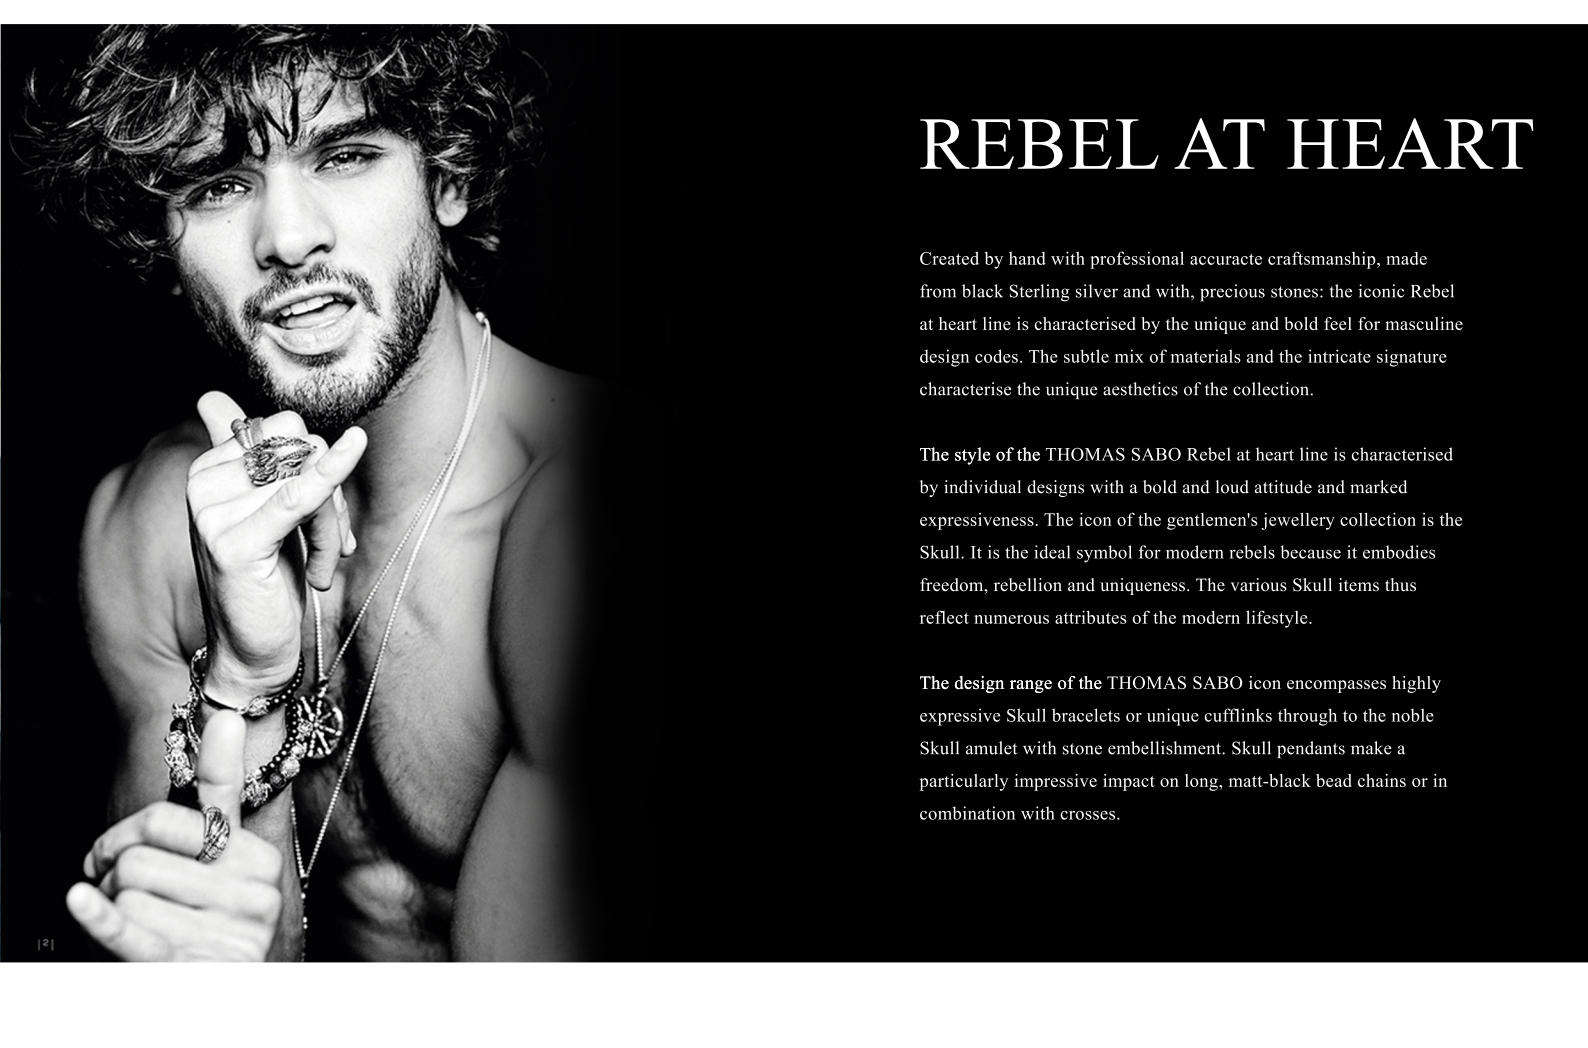 REBEL AT HEART
Created by hand with professional accuracte craftsmanship, made
from black Sterling silver and with, precious stones: the iconic Rebel
at heart line is characterised by the unique and bold feel for masculine
design codes. The subtle mix of materials and the intricate signature
characterise the unique aesthetics of the collection.
The style of the THOMAS SABO Rebel at heart line is characterised
by individual designs with a bold and loud attitude and marked
expressiveness. The icon of the gentlemen's jewellery collection is the
Skull. It is the ideal symbol for modern rebels because it embodies
freedom, rebellion and uniqueness. The various Skull items thus
reflect numerous attributes of the modern lifestyle.
The design range of the THOMAS SABO icon encompasses highly
expressive Skull bracelets or unique cufflinks through to the noble
Skull amulet with stone embellishment. Skull pendants make a
particularly impressive impact on long, matt-black bead chains or in
combination with crosses.
|2|